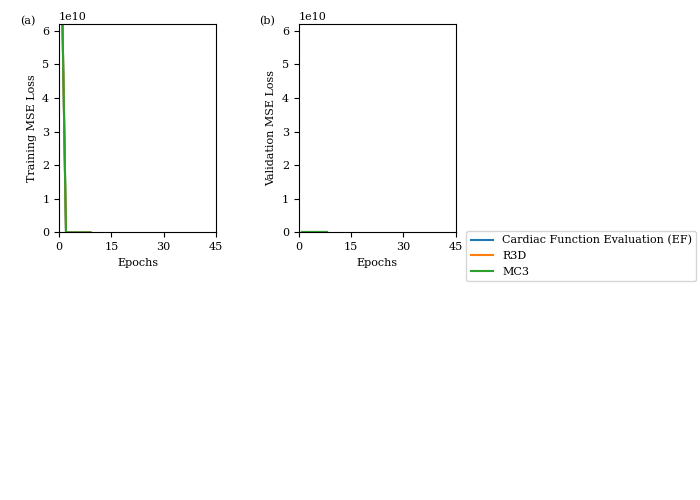 (a)
1e10
6
5
4
3
2
1
0
Training MSE Loss
0 15 30 45
Epochs
(b)
1e10
6
5
4
3
2
1
0
Validation MSE Loss
0 15 30 45
Epochs
Cardiac Function Evaluation (EF)
R3D
MC3